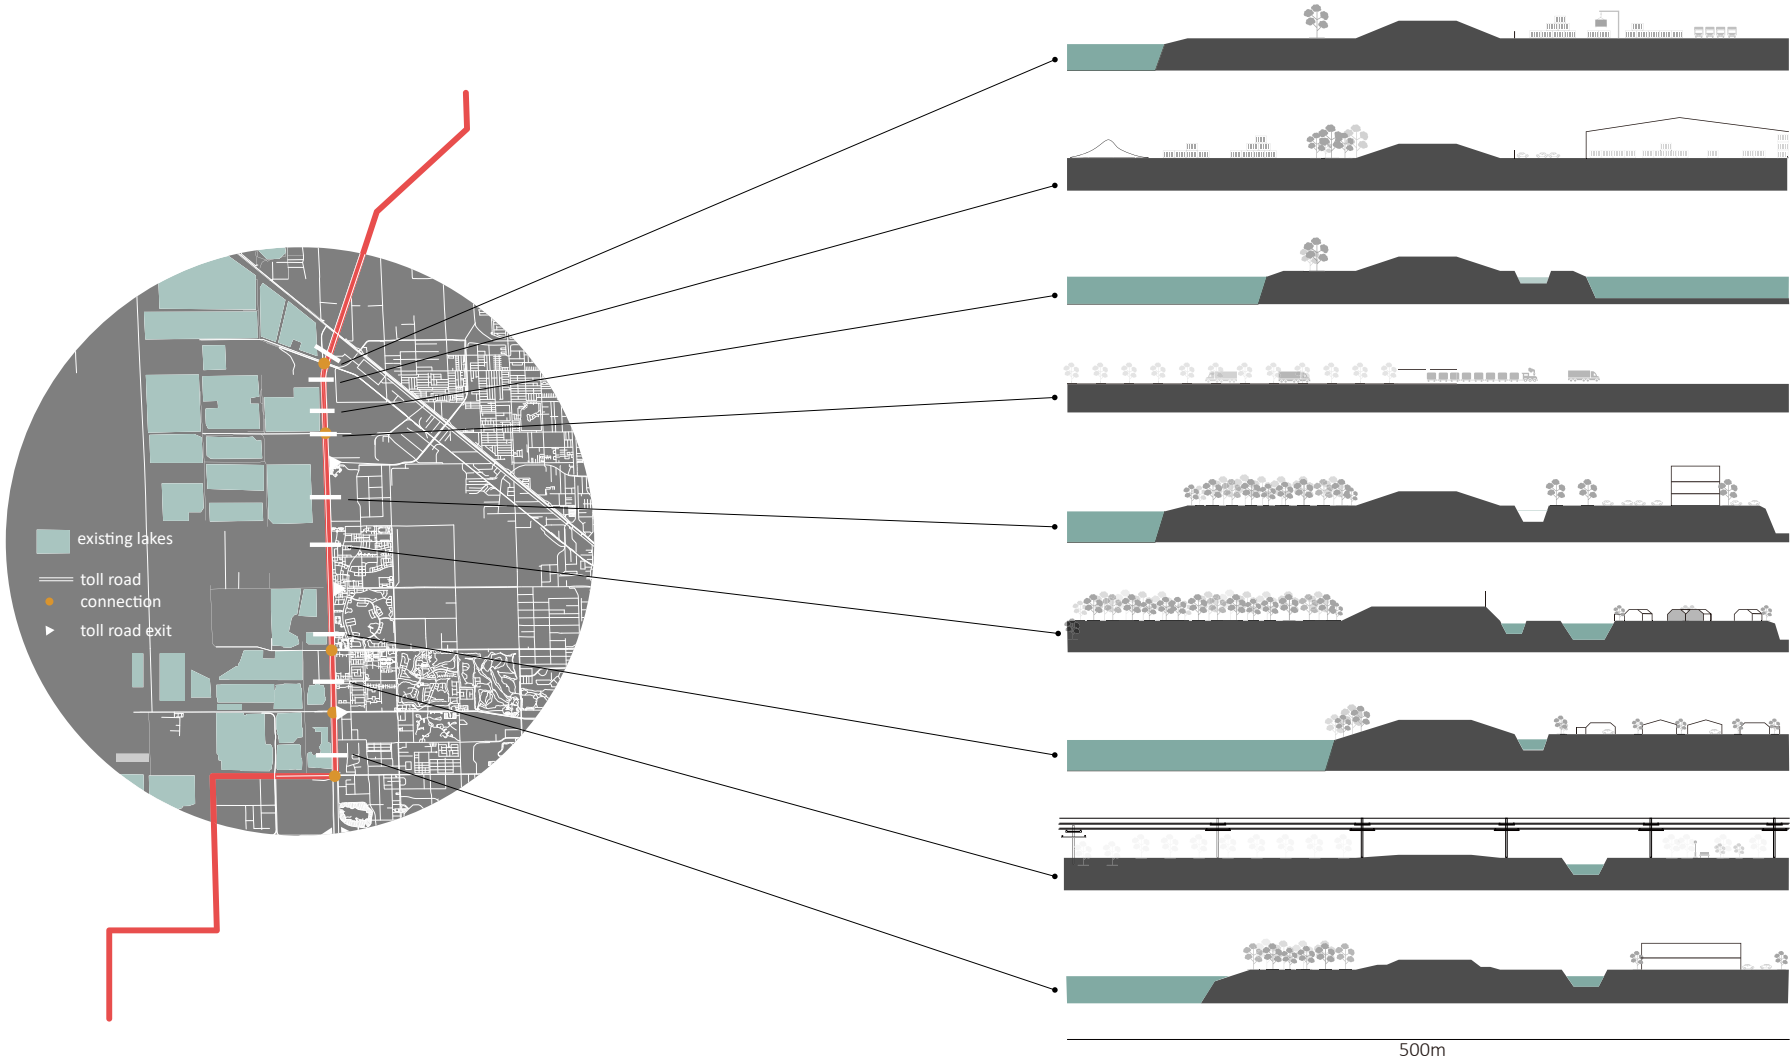 existing lakes
toll road
connection
toll road exit
500m